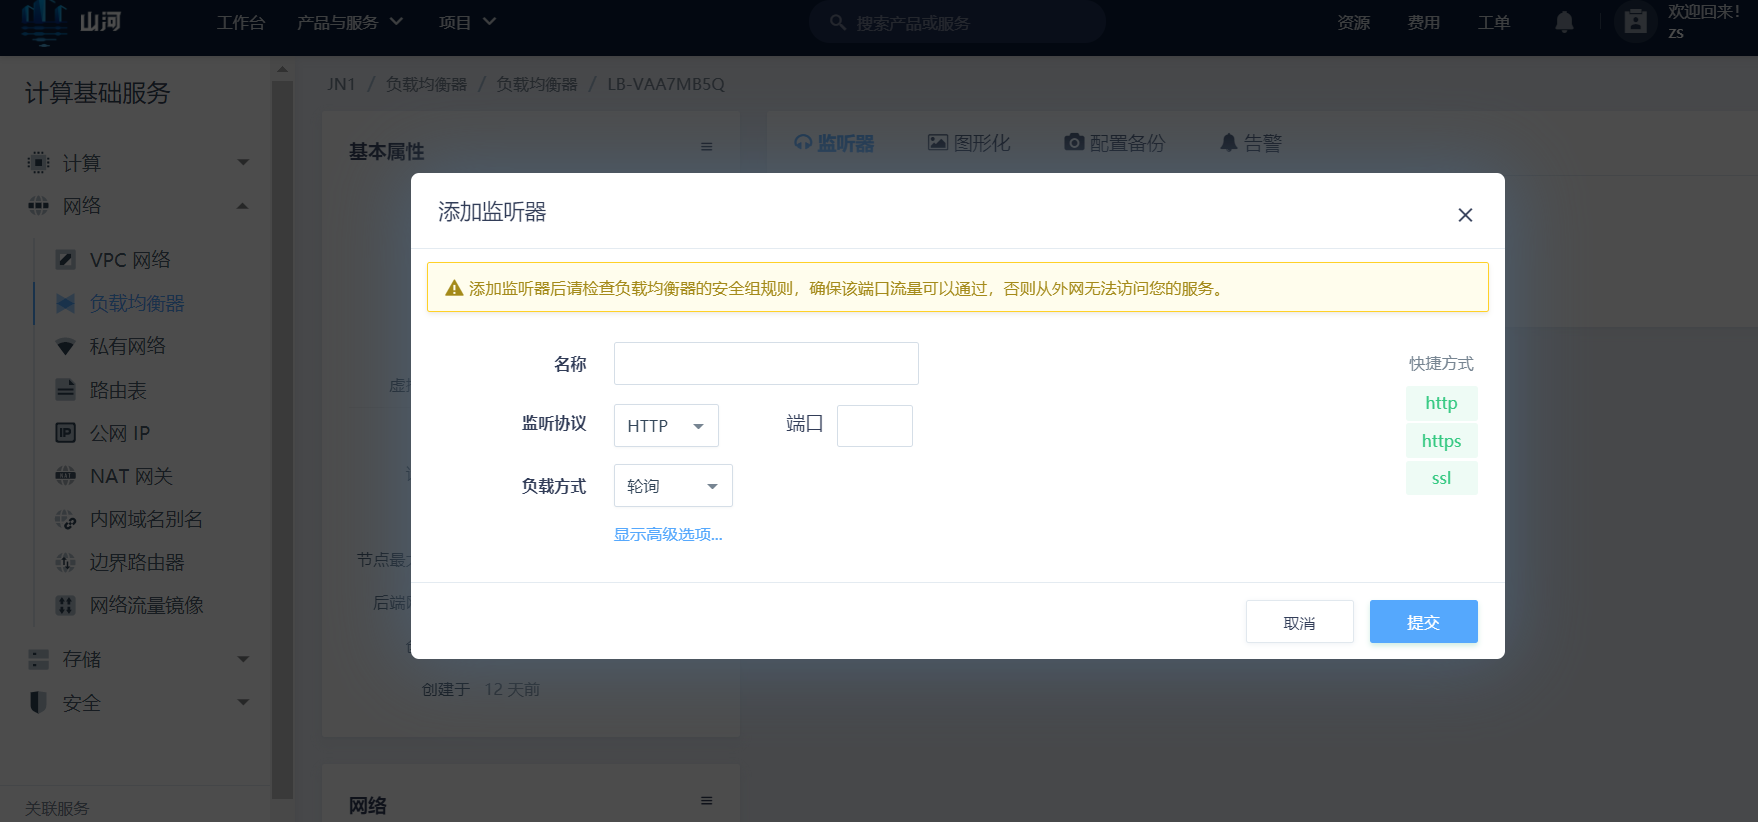 山河
工作台
产品与服务
项目
搜索产品或服务
资源
费用
工单
欢迎回来!
zs
计算基础服务
计算
网络
VPC 网络
负载均衡器
私有网络
路由表
公网 IP
NAT 网关
内网域名别名
边界路由器
网络流量镜像
存储
安全
关联服务
JN1 / 负载均衡器 / 负载均衡器 / LB-VAA7MB5Q
基本属性
监听器
图形化
配置备份
告警
添加监听器
添加监听器后请检查负载均衡器的安全组规则，确保该端口流量可以通过，否则从外网无法访问您的服务。
名称
监听协议
HTTP
端口
负载方式
轮询
显示高级选项...
快捷方式
http
https
ssl
取消
提交
节点最
后端
创建于 12 天前
网络